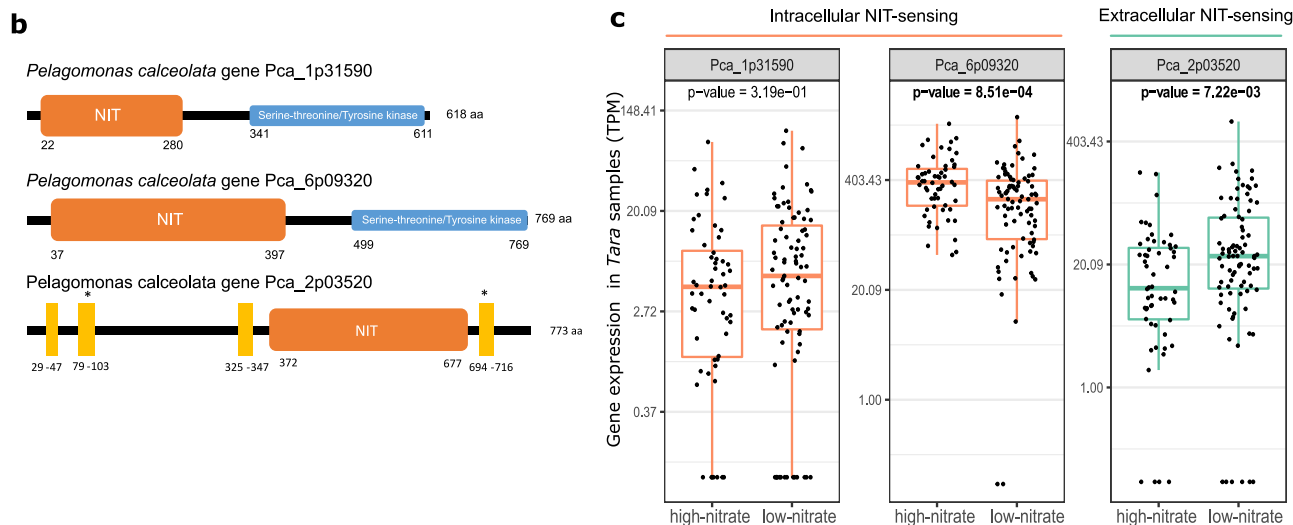 b
Pelagomonas calceolata gene Pca_1p31590
NIT
Serine-threonine/Tyrosine kinase
618 aa
22
280
341
611
Pelagomonas calceolata gene Pca_6p09320
NIT
Serine-threonine/Tyrosine kinase
769 aa
37
397
499
769
Pelagomonas calceolata gene Pca_2p03520
*
*
NIT
773 aa
29 -47
79 -103
325 -347
372
677
694 -716
c
Intracellular NIT-sensing
Extracellular NIT-sensing
Gene expression in Tara samples (TPM)
Pca_1p31590
p-value = 3.19e−01
148.41
20.09
2.72
0.37
high-nitrate
low-nitrate
Pca_6p09320
p-value = 8.51e−04
403.43
20.09
1.00
high-nitrate
low-nitrate
Pca_2p03520
p-value = 7.22e−03
403.43
20.09
1.00
high-nitrate
low-nitrate